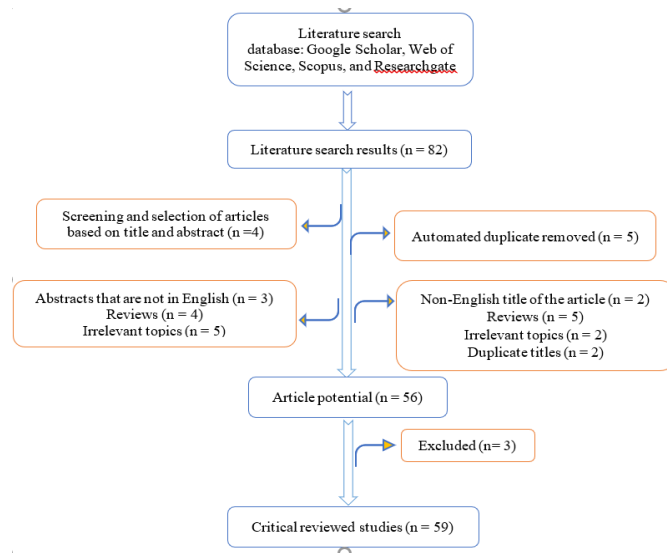 Literature search
database: Google Scholar, Web of
Science, Scopus, and Researchgate
Literature search results (n = 82)
Screening and selection of articles
based on title and abstract (n =4)
Automated duplicate removed (n = 5)
Abstracts that are not in English (n = 3)
Reviews (n = 4)
Irrelevant topics (n = 5)
Non-English title of the article (n = 2)
Reviews (n = 5)
Irrelevant topics (n = 2)
Duplicate titles (n = 2)
Article potential (n = 56)
Excluded (n= 3)
Critical reviewed studies (n = 59)